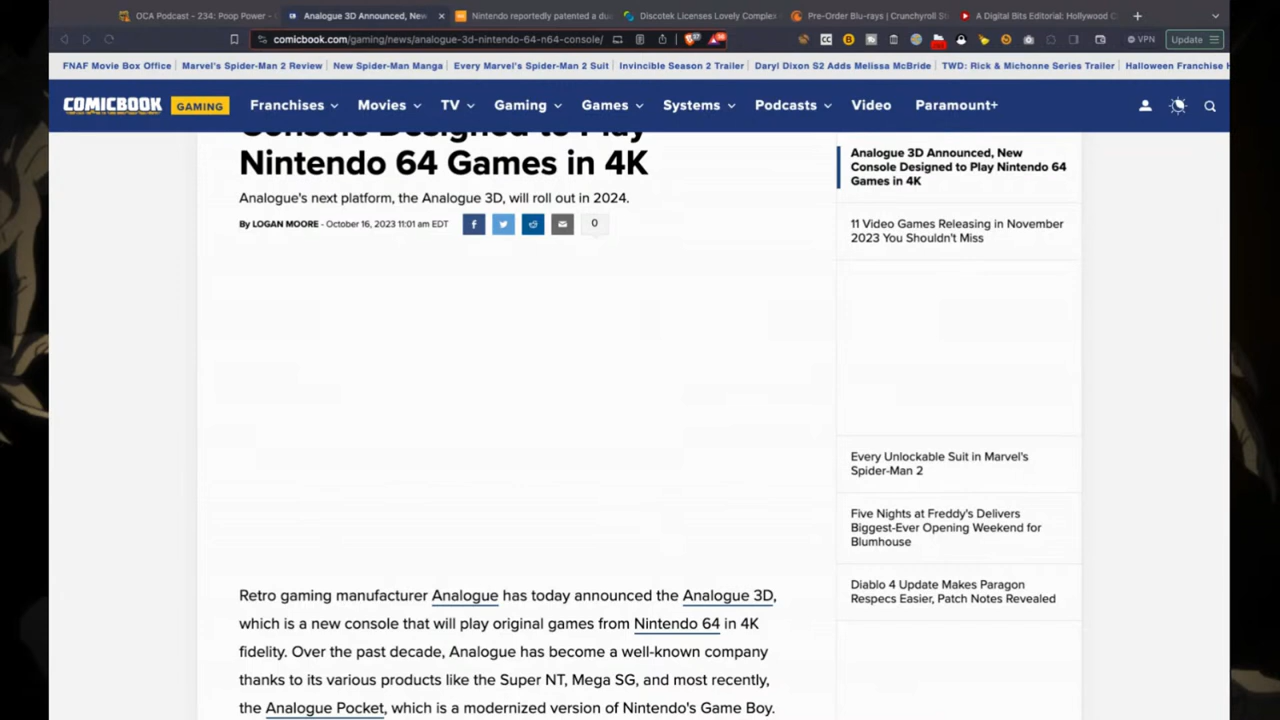 OCA Podcast - 234: Poop Power -
Analogue 3D Announced, New
Nintendo reportedly patented a du
Discotek Licenses Lovely Complex
Pre-Order Blu-rays | Crunchyroll St
A Digital Bits Editorial: Hollywood C
comicbook.com/gaming/news/analogue-3d-nintendo-64-n64-console/
VPN
Update
FNAF Movie Box Office
Marvel's Spider-Man 2 Review
New Spider-Man Manga
Every Marvel's Spider-Man 2 Suit
Invincible Season 2 Trailer
Daryl Dixon S2 Adds Melissa McBride
TWD: Rick & Michonne Series Trailer
Halloween Franchise
COMICBOOK GAMING
Franchises
Movies
TV
Gaming
Games
Systems
Podcasts
Video
Paramount+
Console Designed to Play
Nintendo 64 Games in 4K
Analogue's next platform, the Analogue 3D, will roll out in 2024.
By LOGAN MOORE - October 16, 2023 11:01 am EDT
0
Retro gaming manufacturer Analogue has today announced the Analogue 3D,
which is a new console that will play original games from Nintendo 64 in 4K
fidelity. Over the past decade, Analogue has become a well-known company
thanks to its various products like the Super NT, Mega SG, and most recently,
the Analogue Pocket, which is a modernized version of Nintendo's Game Boy.
Analogue 3D Announced, New
Console Designed to Play Nintendo 64
Games in 4K
11 Video Games Releasing in November
2023 You Shouldn't Miss
Every Unlockable Suit in Marvel's
Spider-Man 2
Five Nights at Freddy's Delivers
Biggest-Ever Opening Weekend for
Blumhouse
Diablo 4 Update Makes Paragon
Respecs Easier, Patch Notes Revealed